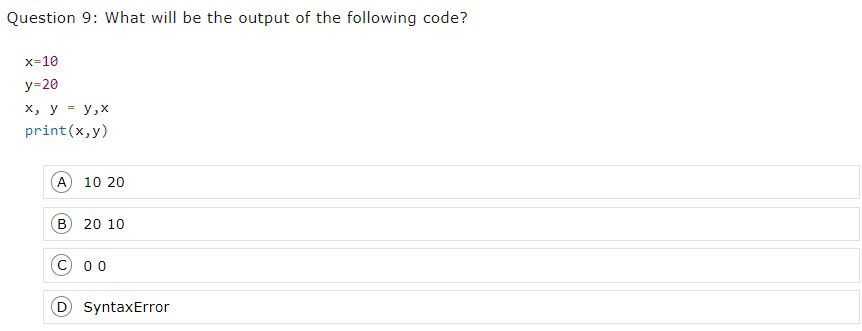 Question 9: What will be the output of the following code?
x=10
y=20
x, y = y,x
print(x,y)
A 10 20
B 20 10
C 0 0
D SyntaxError